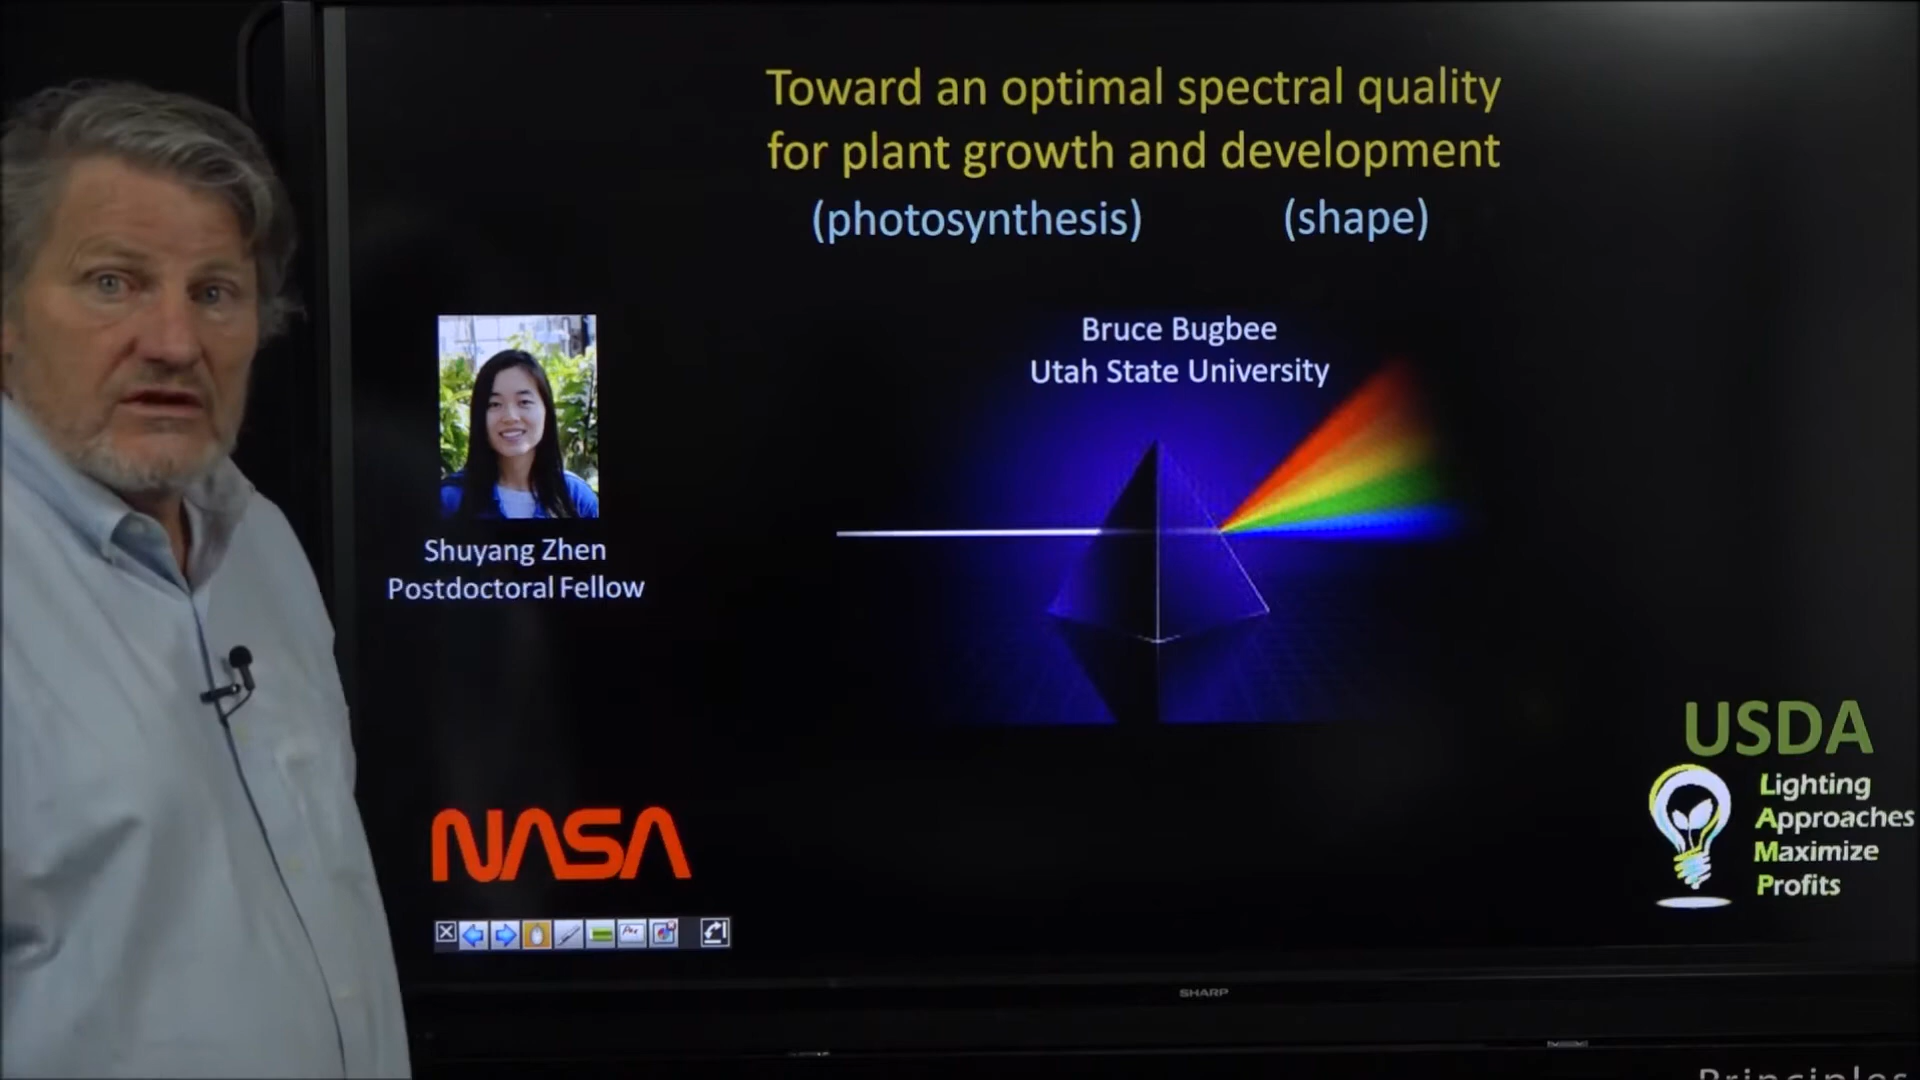 Toward an optimal spectral quality
for plant growth and development
(photosynthesis) (shape)
Bruce Bugbee
Utah State University
Shuyang Zhen
Postdoctoral Fellow
NASA
USDA
Lighting
Approaches
Maximize
Profits
SHARP
Principles